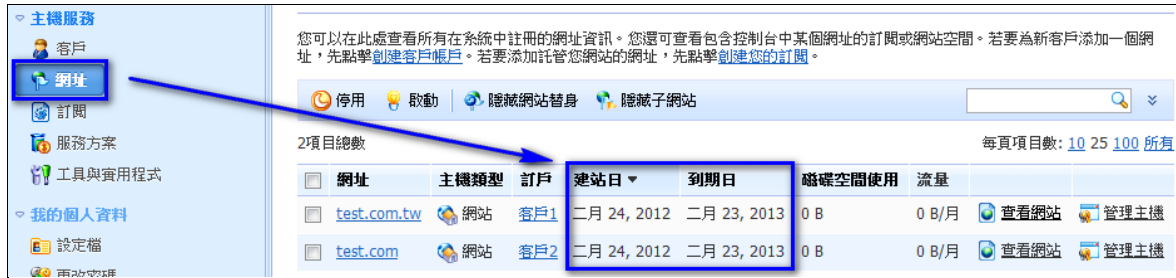 主機服務
客戶
網址
訂閱
服務方案
工具與實用程式
我的個人資料
設定檔
更改密碼
您可以在此處查看所有在系統中註冊的網址資訊。您還可查看包含控制台中某個網址的訂閱或網站空間。若要為新客戶添加一個網
址，先點擊創建客戶帳戶。若要添加託管您網站的網址，先點擊創建您的訂閱。
停用 啟動 隱藏網站替身 隱藏子網站
2項目總數 每頁項目數: 10 25 100 所有
網址 主機類型 訂戶 建站日 到期日 磁碟空間使用 流量
test.com.tw 網站 客戶1 二月 24, 2012 二月 23, 2013 0 B 0 B/月 查看網站 管理主機
test.com 網站 客戶2 二月 24, 2012 二月 23, 2013 0 B 0 B/月 查看網站 管理主機